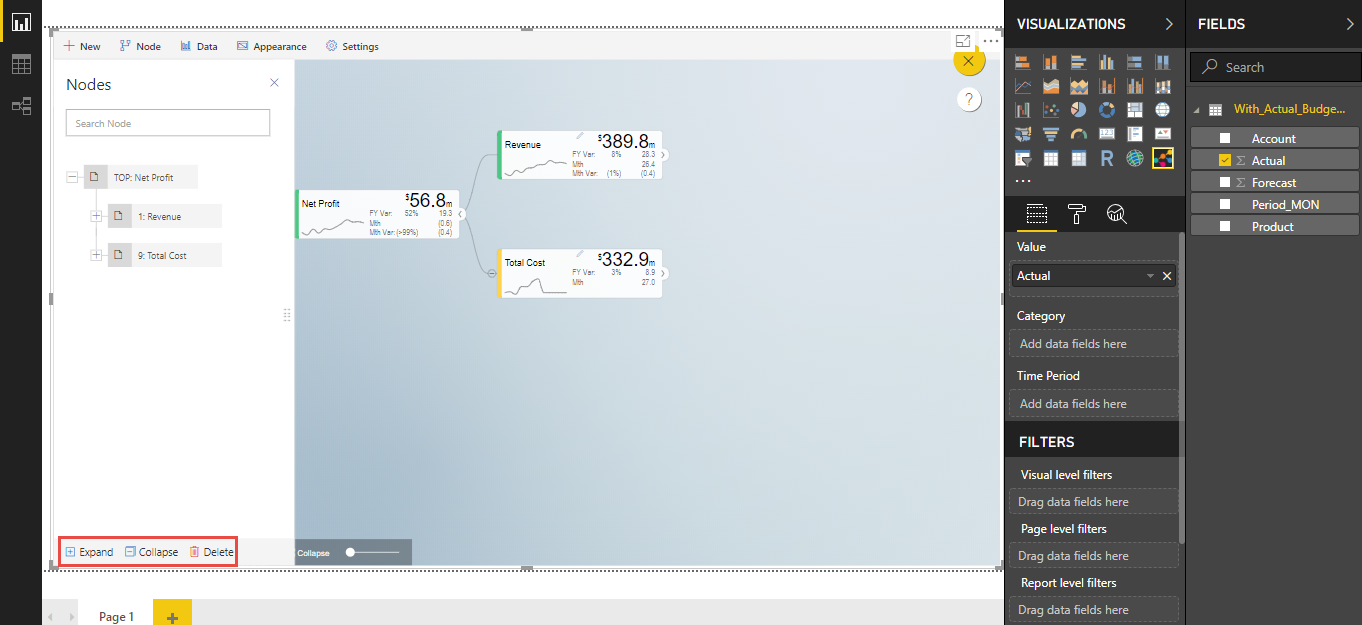 New Node Data Appearance Settings
Nodes
Search Node
TOP: Net Profit
1: Revenue
9: Total Cost
Expand Collapse Delete
Net Profit
$56.8m
FY Var: 52% 19.3
Mth (0.6)
Mth Var: (>99%) (0.4)
Revenue
$389.8m
FY Var: 8% 28.3
Mth 26.4
Mth Var: (1%) (0.4)
Total Cost
$332.9m
FY Var: 3% 8.9
Mth 27.0
?
Collapse
Page 1
VISUALIZATIONS
R
Value
Actual
Category
Add data fields here
Time Period
Add data fields here
FILTERS
Visual level filters
Drag data fields here
Page level filters
Drag data fields here
Report level filters
Drag data fields here
FIELDS
Search
With_Actual_Budge...
Account
Σ Actual
Σ Forecast
Period_MON
Product